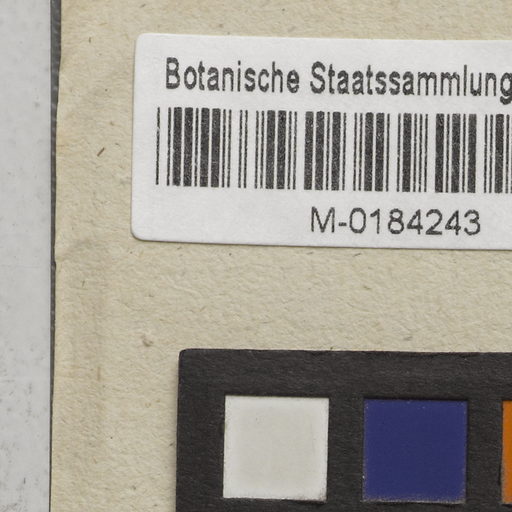 Botanische Staatssammlung
M-0184243